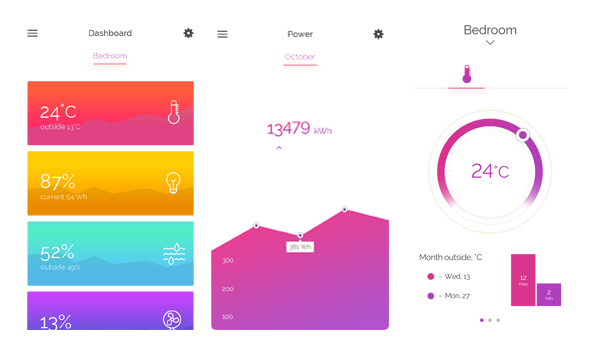 Dashboard
Bedroom
24°C
outside 13°C
87%
current 54 Wh
52%
outside 49%
13%
Power
October
13479 kWh
381 Wh
300
200
100
Bedroom
24°C
Month outside, °C
- Wed, 13
- Mon, 27
12
max
2
min